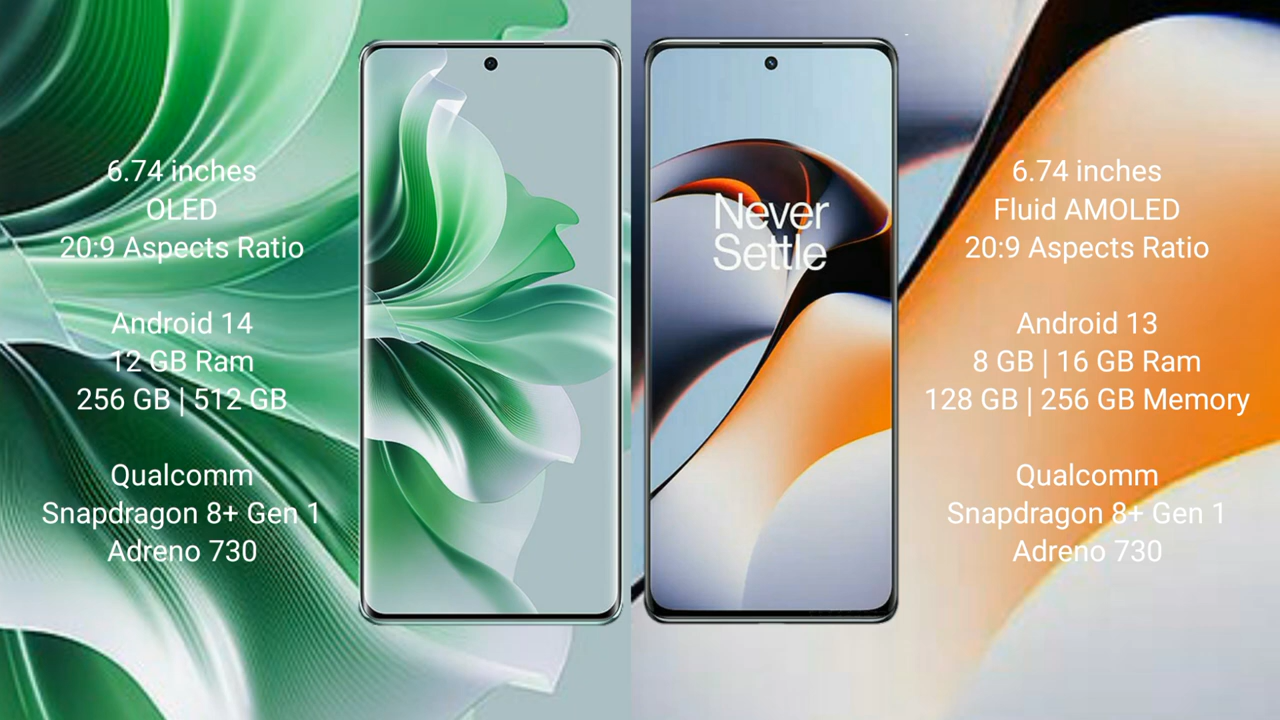 6.74 inches
OLED
20:9 Aspects Ratio
Android 14
12 GB Ram
256 GB | 512 GB
Qualcomm
Snapdragon 8+ Gen 1
Adreno 730
Never
Settle
6.74 inches
Fluid AMOLED
20:9 Aspects Ratio
Android 13
8 GB | 16 GB Ram
128 GB | 256 GB Memory
Qualcomm
Snapdragon 8+ Gen 1
Adreno 730